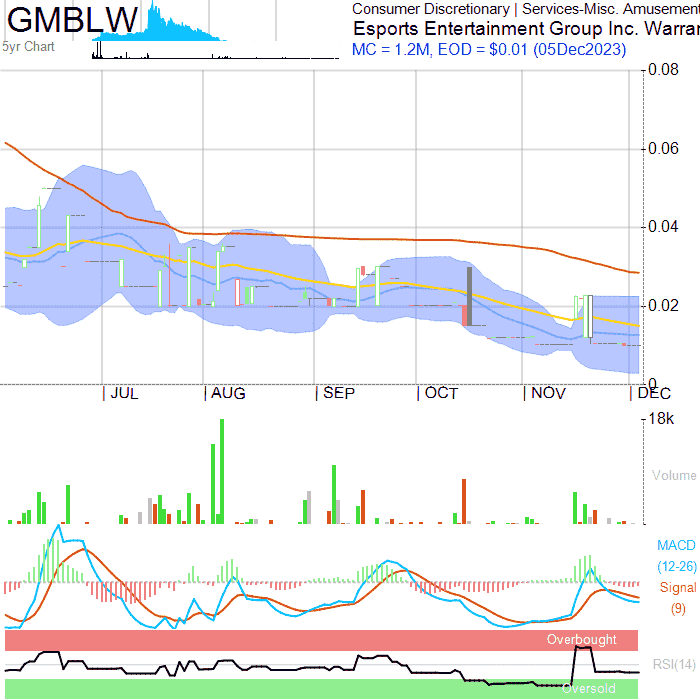 GMBLW
5yr Chart
Consumer Discretionary | Services-Misc. Amusement
Esports Entertainment Group Inc. Warran
MC = 1.2M, EOD = $0.01 (05Dec2023)
0.08
0.06
0.04
0.02
0
JUL AUG SEP OCT NOV DEC
18k
Volume
MACD
(12-26)
Signal
(9)
Overbought
RSI(14)
Oversold